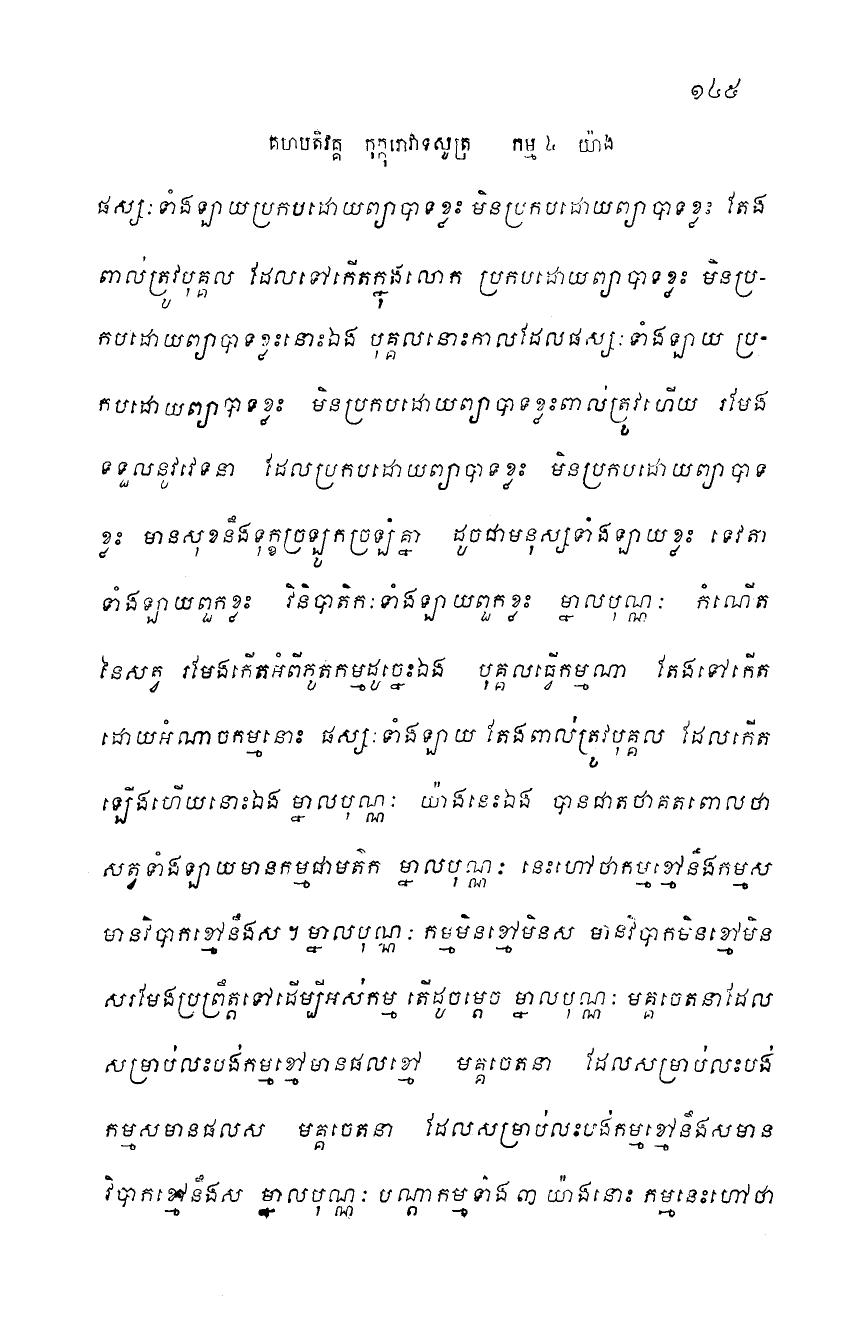 ១៤៥
គហបតិវគ្គ កុក្កុរោវាទសូត្រ កម្ម ៤ យ៉ាង
ផស្សៈទាំងឡាយប្រកបដោយព្យាបាទខ្លះ មិនប្រកបដោយព្យាបាទខ្លះ តែង
ពាល់ត្រូវបុគ្គល ដែលទៅកើតក្នុងលោក ប្រកបដោយព្យាបាទខ្លះ មិនប្រ-
កបដោយព្យាបាទខ្លះនោះឯង បុគ្គលនោះកាលដែលផស្សៈទាំងឡាយ ប្រ-
កបដោយព្យាបាទខ្លះ មិនប្រកបដោយព្យាបាទខ្លះពាល់ត្រូវហើយ រមែង
ទទួលនូវវេទនា ដែលប្រកបដោយព្យាបាទខ្លះ មិនប្រកបដោយព្យាបាទ
ខ្លះ មានសុខនឹងទុក្ខច្រឡូកច្រឡំគ្នា ដូចជាមនុស្សទាំងឡាយខ្លះ ទេវតា
ទាំងឡាយពួកខ្លះ វិនិបាតិកៈទាំងឡាយពួកខ្លះ ម្នាលបុណ្ណៈ កំណើត
នៃសត្វ រមែងកើតអំពីកូតកម្មដូច្នេះឯង បុគ្គលធ្វើកម្មណា តែងទៅកើត
ដោយអំណាចកម្មនោះ ផស្សៈទាំងឡាយ តែងពាល់ត្រូវបុគ្គល ដែលកើត
ឡើងហើយនោះឯង ម្នាលបុណ្ណៈ យ៉ាងនេះឯង បានជាតថាគតពោលថា
សត្វទាំងឡាយមានកម្មជាមត៌ក ម្នាលបុណ្ណៈ នេះហៅថាកម្មខ្មៅនឹងកម្មស
មានវិបាកខ្មៅនឹងស ។ ម្នាលបុណ្ណៈ កម្មមិនខ្មៅមិនស មានវិបាកមិនខ្មៅមិន
សរមែងប្រព្រឹត្តទៅដើម្បីអស់កម្ម តើដូចម្តេច ម្នាលបុណ្ណៈ មគ្គចេតនាដែល
សម្រាប់លះបង់កម្មខ្មៅមានផលខ្មៅ មគ្គចេតនា ដែលសម្រាប់លះបង់
កម្មសមានផលស មគ្គចេតនា ដែលសម្រាប់លះបង់កម្មខ្មៅនឹងសមាន
វិបាកខ្មៅនឹងស ម្នាលបុណ្ណៈ បណ្តាកម្មទាំង ៣ យ៉ាងនោះ កម្មនេះហៅថា